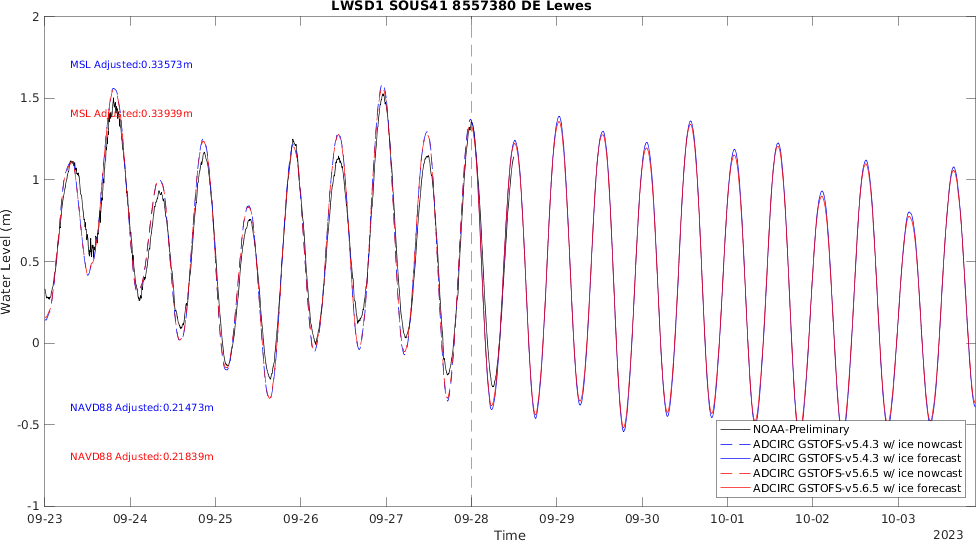 LWSD1 SOUS41 8557380 DE Lewes
2
1.5
1
0.5
0
-0.5
-1
Water Level (m)
MSL Adjusted:0.33573m
MSL Adjusted:0.33939m
NAVD88 Adjusted:0.21473m
NAVD88 Adjusted:0.21839m
NOAA-Preliminary
ADCIRC GSTOFS-v5.4.3 w/ ice nowcast
ADCIRC GSTOFS-v5.4.3 w/ ice forecast
ADCIRC GSTOFS-v5.6.5 w/ ice nowcast
ADCIRC GSTOFS-v5.6.5 w/ ice forecast
09-23 09-24 09-25 09-26 09-27 09-28 09-29 09-30 10-01 10-02 10-03
Time
2023